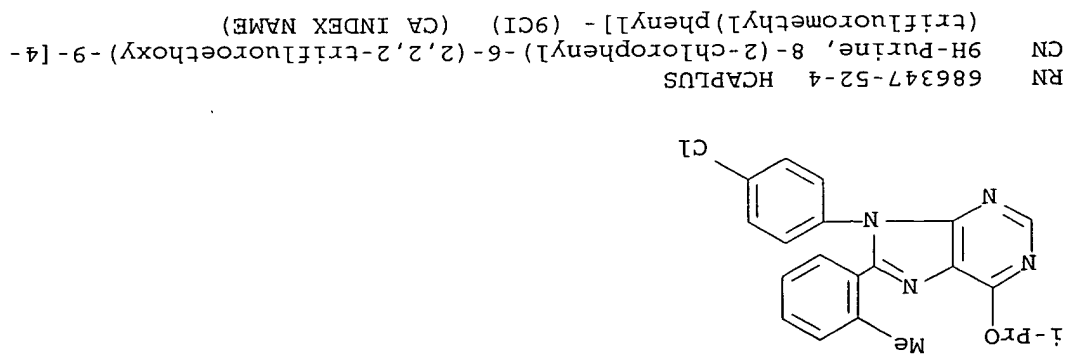 i-PrO
Me
N
N
N
N
Cl
RN 686347-52-4 HCAPLUS
CN 9H-Purine, 8-(2-chlorophenyl)-6-(2,2,2-trifluoroethoxy)-9-[4-
(trifluoromethyl)phenyl]- (9CI) (CA INDEX NAME)